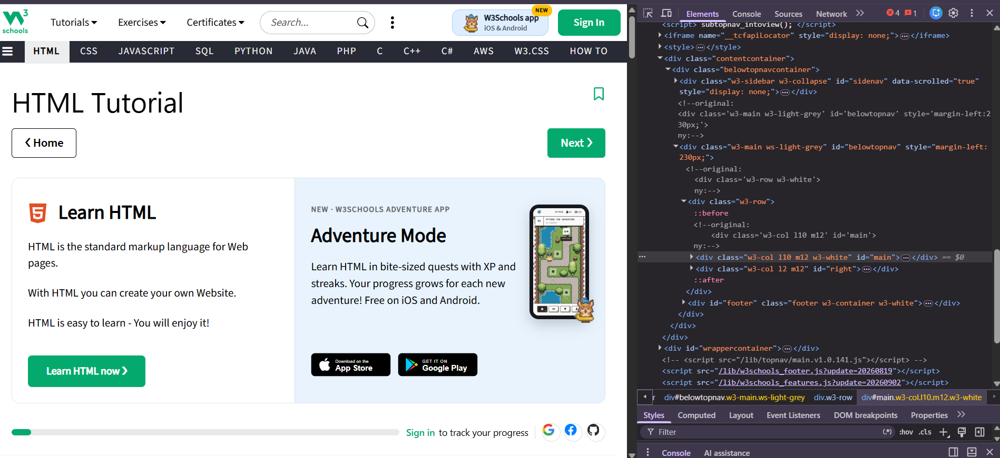 3
schools
Tutorials
Exercises
Certificates
Search...
W3Schools app
iOS & Android
NEW
Sign In
HTML
CSS
JAVASCRIPT
SQL
PYTHON
JAVA
PHP
C
C++
C#
AWS
W3.CSS
HOW TO
HTML Tutorial
❮ Home
Next ❯
Learn HTML
HTML is the standard markup language for Web
pages.
With HTML you can create your own Website.
HTML is easy to learn - You will enjoy it!
Learn HTML now ❯
NEW · W3SCHOOLS ADVENTURE APP
Adventure Mode
Learn HTML in bite-sized quests with XP and
streaks. Your progress grows for each new
adventure! Free on iOS and Android.
Download on the
App Store
GET IT ON
Google Play
Sign in to track your progress
Elements
Console
Sources
Network
4
1
<script> subtopnav_intoview(); </script>
<iframe name="__tcfapiLocator" style="display: none;">…</iframe>
<style>…</style>
<div class="contentcontainer">
<div class="belowtopnavcontainer">
<div class="w3-sidebar w3-collapse" id="sidenav" data-scrolled="true"
style="display: none;">…</div>
<!--original:
<div class='w3-main w3-light-grey' id='belowtopnav' style='margin-left:2
30px;'>
ny:-->
<div class="w3-main ws-light-grey" id="belowtopnav" style="margin-left:
230px;">
<!--original:
<div class='w3-row w3-white'>
ny:-->
<div class="w3-row">
::before
<!--original:
<div class='w3-col l10 m12' id='main'>
ny:-->
<div class="w3-col l10 m12 w3-white" id="main">…</div> == $0
<div class="w3-col l2 m12" id="right">…</div>
::after
</div>
<div id="footer" class="footer w3-container w3-white">…</div>
</div>
</div>
</div>
<div id="wrappercontainer">…</div>
<!-- <script src="/lib/topnav/main.v1.0.141.js"></script> -->
<script src="/lib/w3schools_footer.js?update=20260819"></script>
<script src="/lib/w3schools_features.js?update=20260902"></script>
r div#belowtopnav.w3-main.ws-light-grey div.w3-row div#main.w3-col.l10.m12.w3-white
Styles
Computed
Layout
Event Listeners
DOM breakpoints
Properties
Filter
(.*)
:hov
.cls
Console
AI assistance